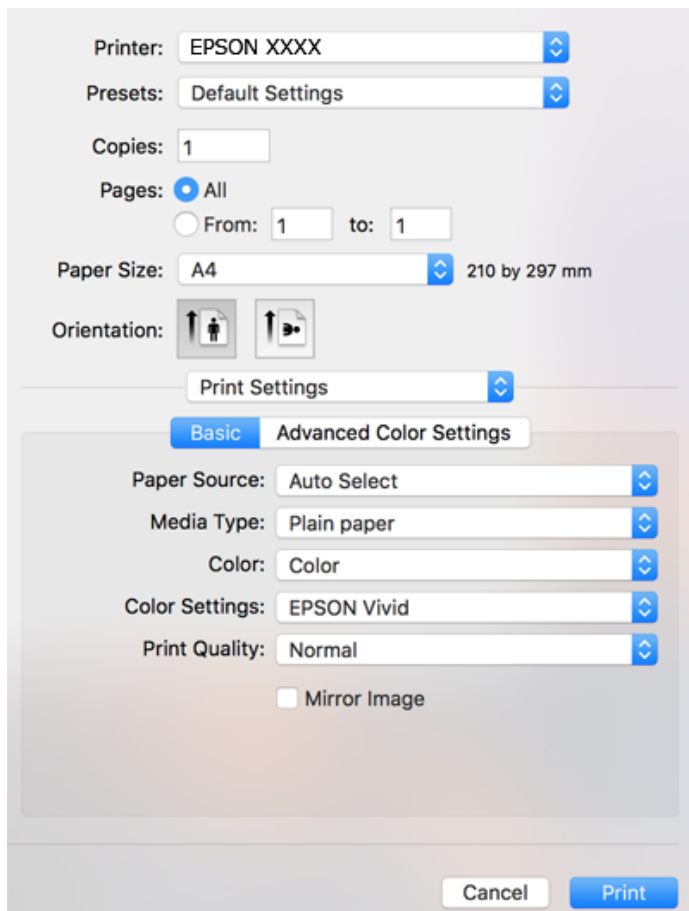 Printer: EPSON XXXX
Presets: Default Settings
Copies: 1
Pages: All
From: 1 to: 1
Paper Size: A4 210 by 297 mm
Orientation:
Print Settings
Basic Advanced Color Settings
Paper Source: Auto Select
Media Type: Plain paper
Color: Color
Color Settings: EPSON Vivid
Print Quality: Normal
Mirror Image
Cancel Print